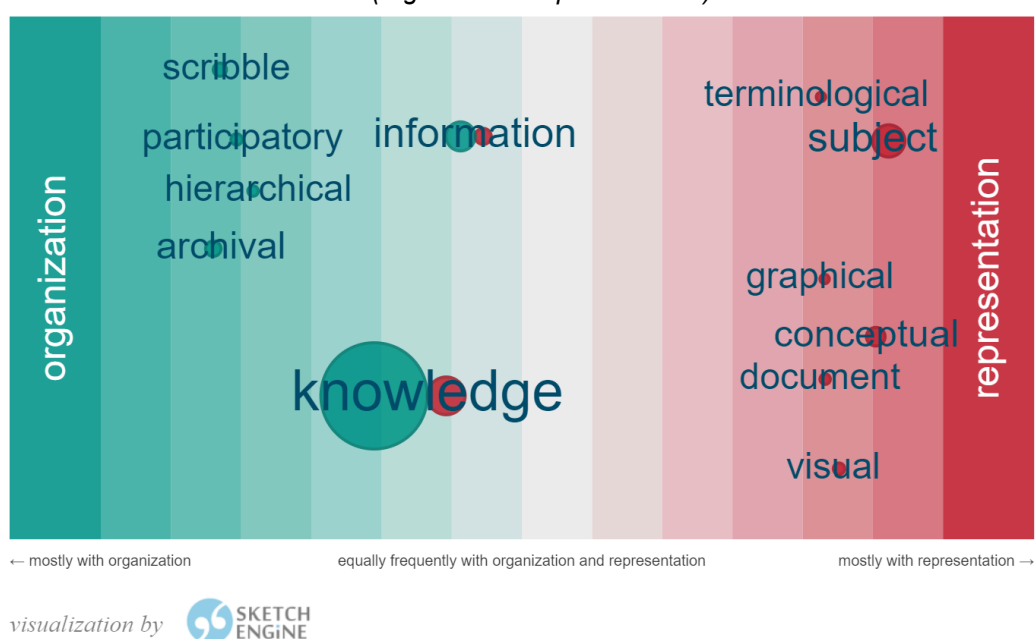 scribble
terminological
participatory
information
subject
hierarchical
archival
organization
representation
graphical
conceptual
document
knowledge
visual
← mostly with organization
equally frequently with organization and representation
mostly with representation →
visualization by
SKETCH
ENGINE